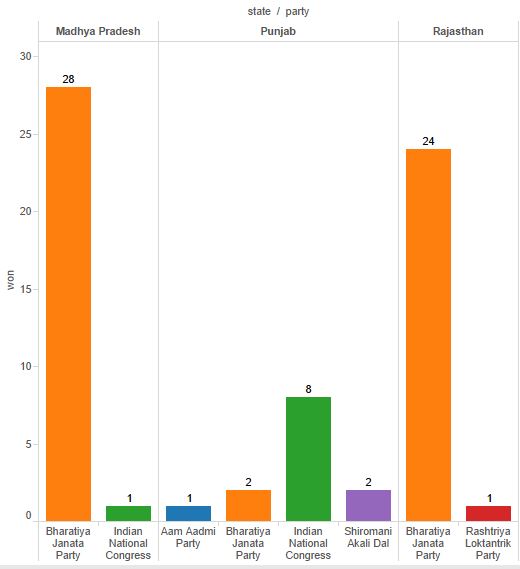 state / party
Madhya Pradesh
Punjab
Rajasthan
30
25
20
15
10
5
0
won
28
1
1
2
8
2
24
1
Bharatiya
Janata
Party
Indian
National
Congress
Aam Aadmi
Party
Bharatiya
Janata
Party
Indian
National
Congress
Shiromani
Akali Dal
Bharatiya
Janata
Party
Rashtriya
Loktantrik
Party